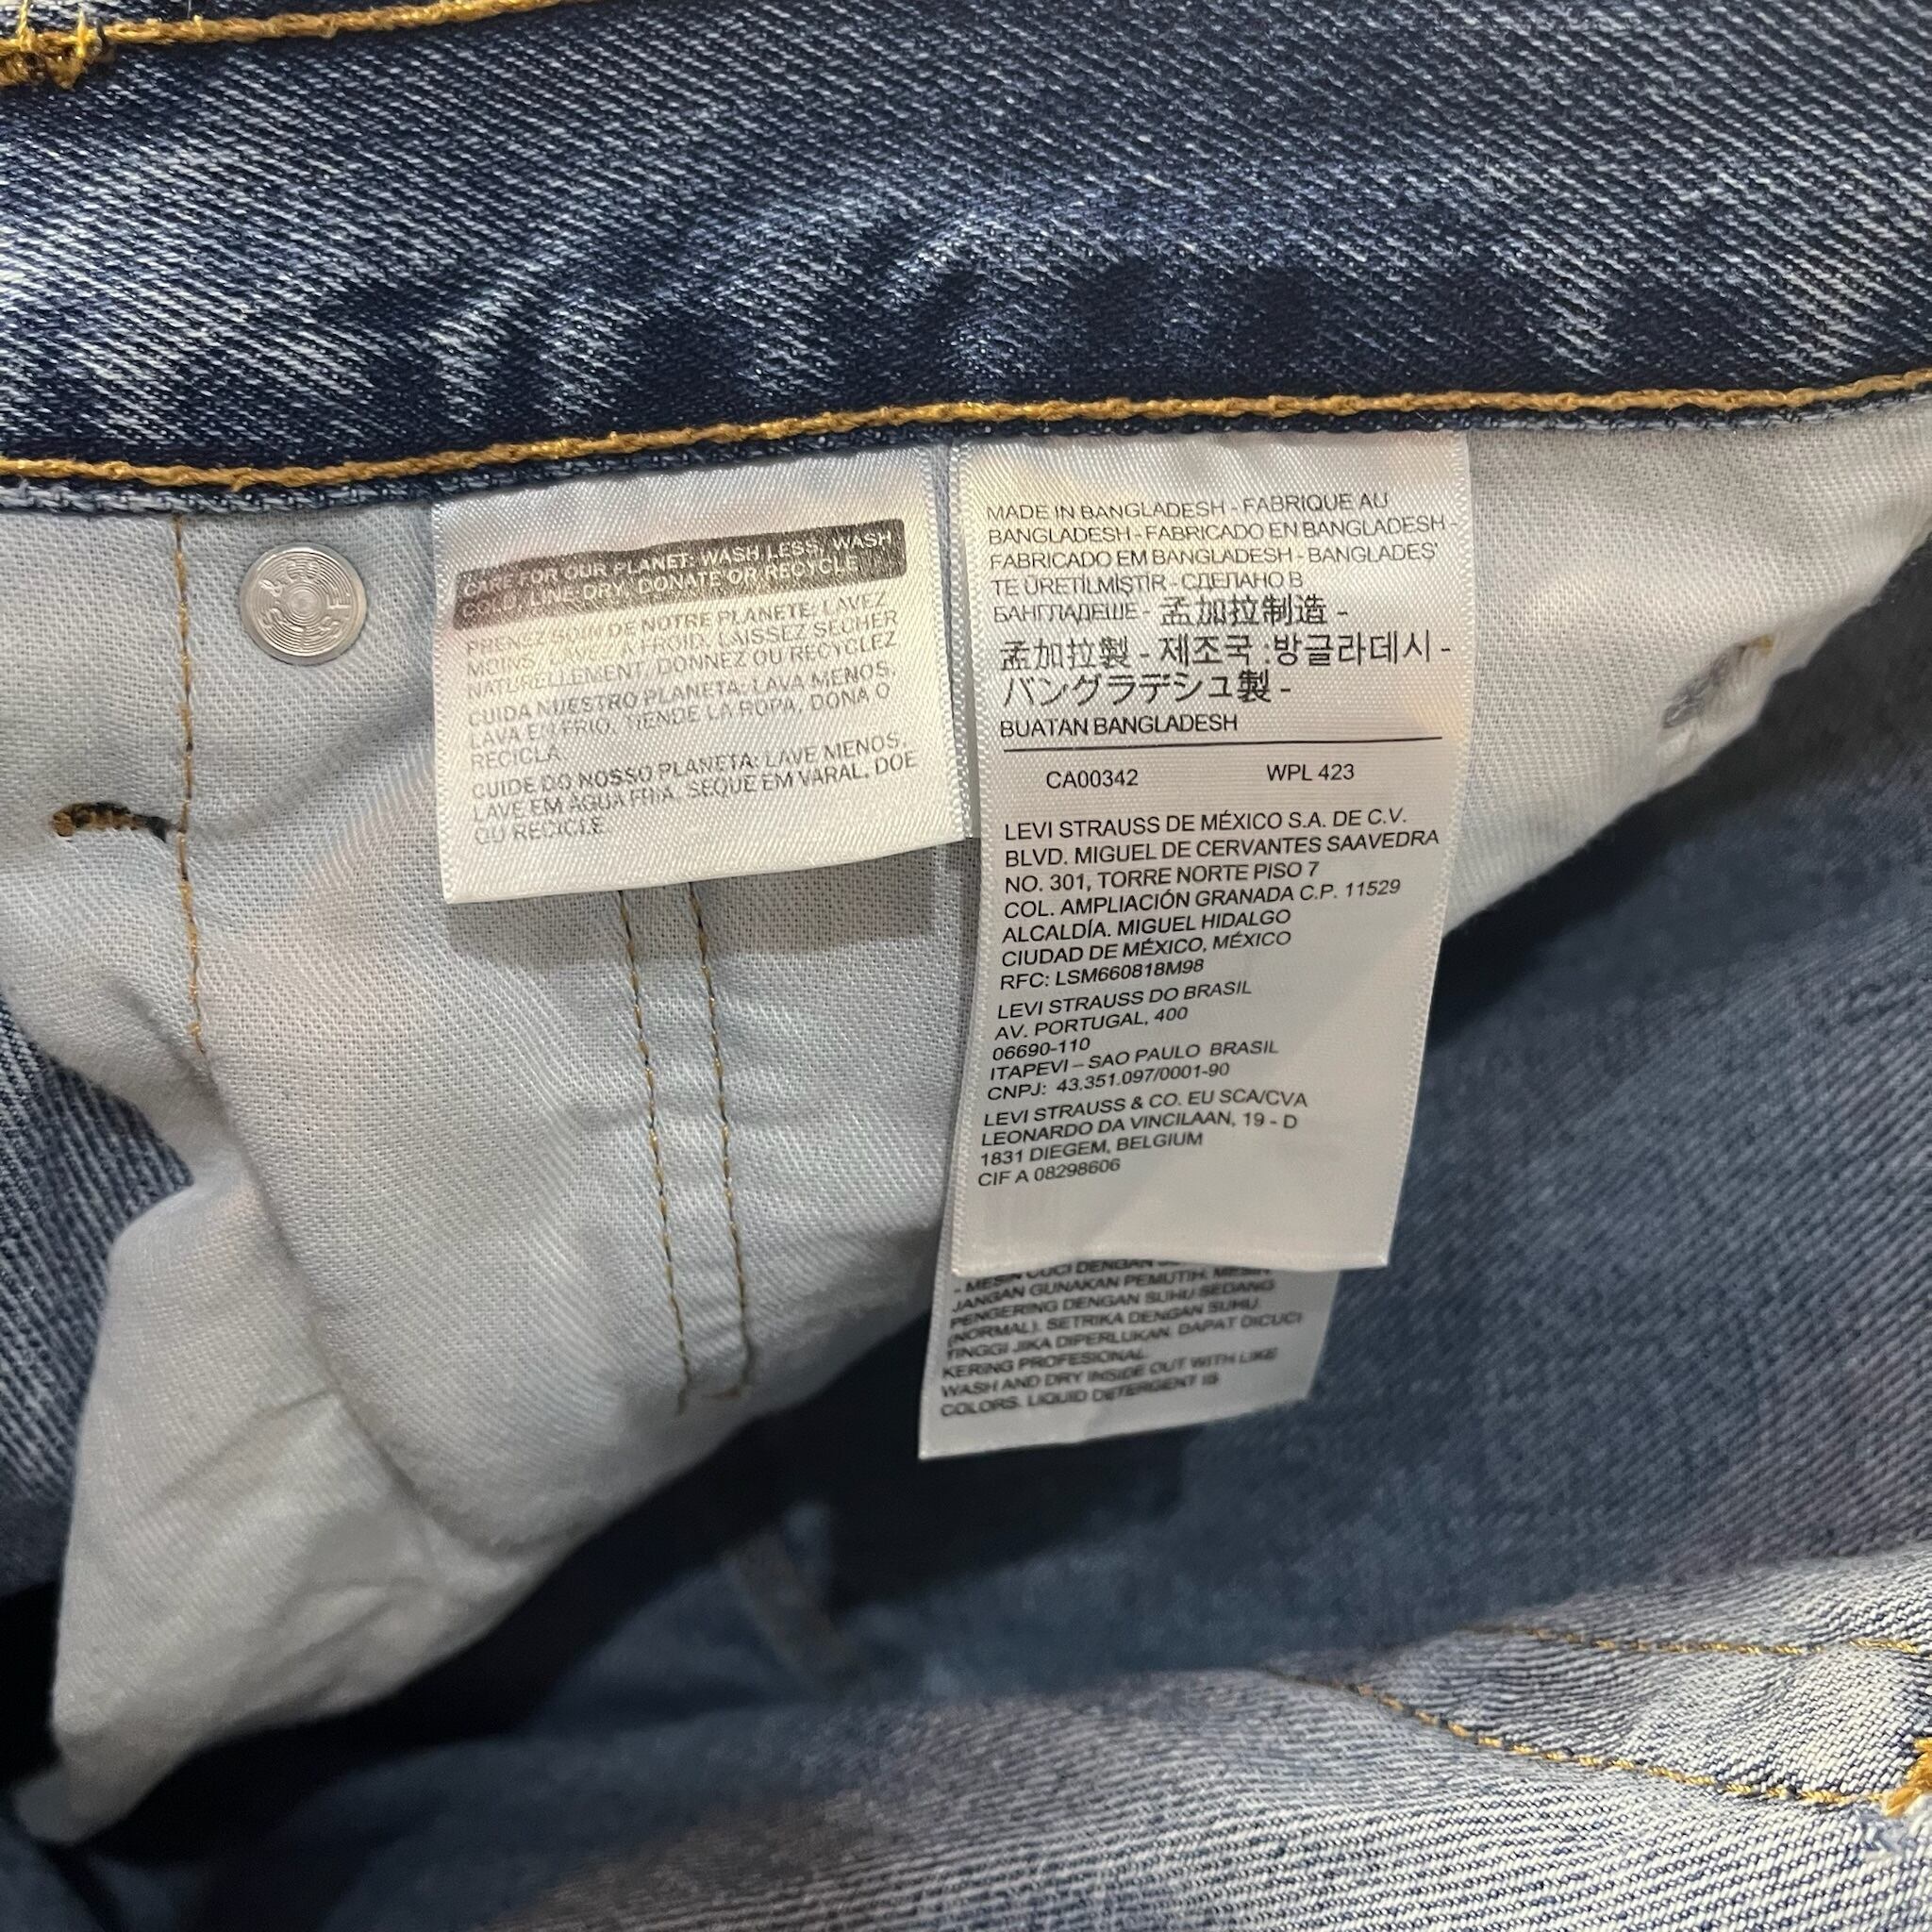 CARE FOR OUR PLANET: WASH LESS, WASH
COLD, LINE DRY, DONATE OR RECYCLE
PRENEZ SOIN DE NOTRE PLANETE: LAVEZ
MOINS, LAVEZ A FROID, LAISSEZ SECHER
NATURELLEMENT, DONNEZ OU RECYCLEZ
CUIDA NUESTRO PLANETA: LAVA MENOS,
LAVA EN FRIO, TIENDE LA ROPA, DONA O
RECICLA.
CUIDE DO NOSSO PLANETA: LAVE MENOS,
LAVE EM AGUA FRIA, SEQUE EM VARAL, DOE
OU RECICLE.
MADE IN BANGLADESH - FABRIQUE AU
BANGLADESH - FABRICADO EN BANGLADESH -
FABRICADO EM BANGLADESH - BANGLADEŞ'
TE ÜRETİLMİŞTİR - СДЕЛАНО В
БАНГЛАДЕШЕ - 孟加拉制造 -
孟加拉製 - 제조국 :방글라데시 -
バングラデシュ製 -
BUATAN BANGLADESH
CA00342 WPL 423
LEVI STRAUSS DE MÉXICO S.A. DE C.V.
BLVD. MIGUEL DE CERVANTES SAAVEDRA
NO. 301, TORRE NORTE PISO 7
COL. AMPLIACIÓN GRANADA C.P. 11529
ALCALDÍA. MIGUEL HIDALGO
CIUDAD DE MÉXICO, MÉXICO
RFC: LSM660818M98
LEVI STRAUSS DO BRASIL
AV. PORTUGAL, 400
06690-110
ITAPEVI – SAO PAULO BRASIL
CNPJ: 43.351.097/0001-90
LEVI STRAUSS & CO. EU SCA/CVA
LEONARDO DA VINCILAAN, 19 - D
1831 DIEGEM, BELGIUM
CIF A 08298606
- MESIN CUCI DENGAN
JANGAN GUNAKAN PEMUTIH. MESIN
PENGERING DENGAN SUHU SEDANG
(NORMAL). SETRIKA DENGAN SUHU
TINGGI JIKA DIPERLUKAN. DAPAT DICUCI
KERING PROFESIONAL
WASH AND DRY INSIDE OUT WITH LIKE
COLORS. LIQUID DETERGENT IS